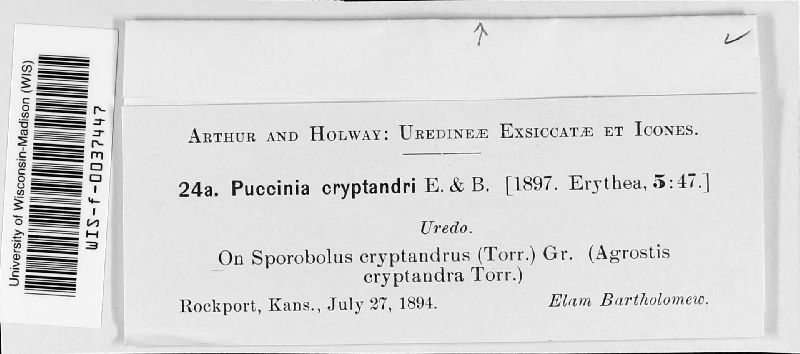 University of Wisconsin-Madison (WIS)
WIS-f-0037447
ARTHUR AND HOLWAY: UREDINEÆ EXSICCATÆ ET ICONES.
24a. Puccinia cryptandri E. & B. [1897. Erythea, 5:47.]
Uredo.
On Sporobolus cryptandrus (Torr.) Gr. (Agrostis
cryptandra Torr.)
Rockport, Kans., July 27, 1894. Elam Bartholomew.